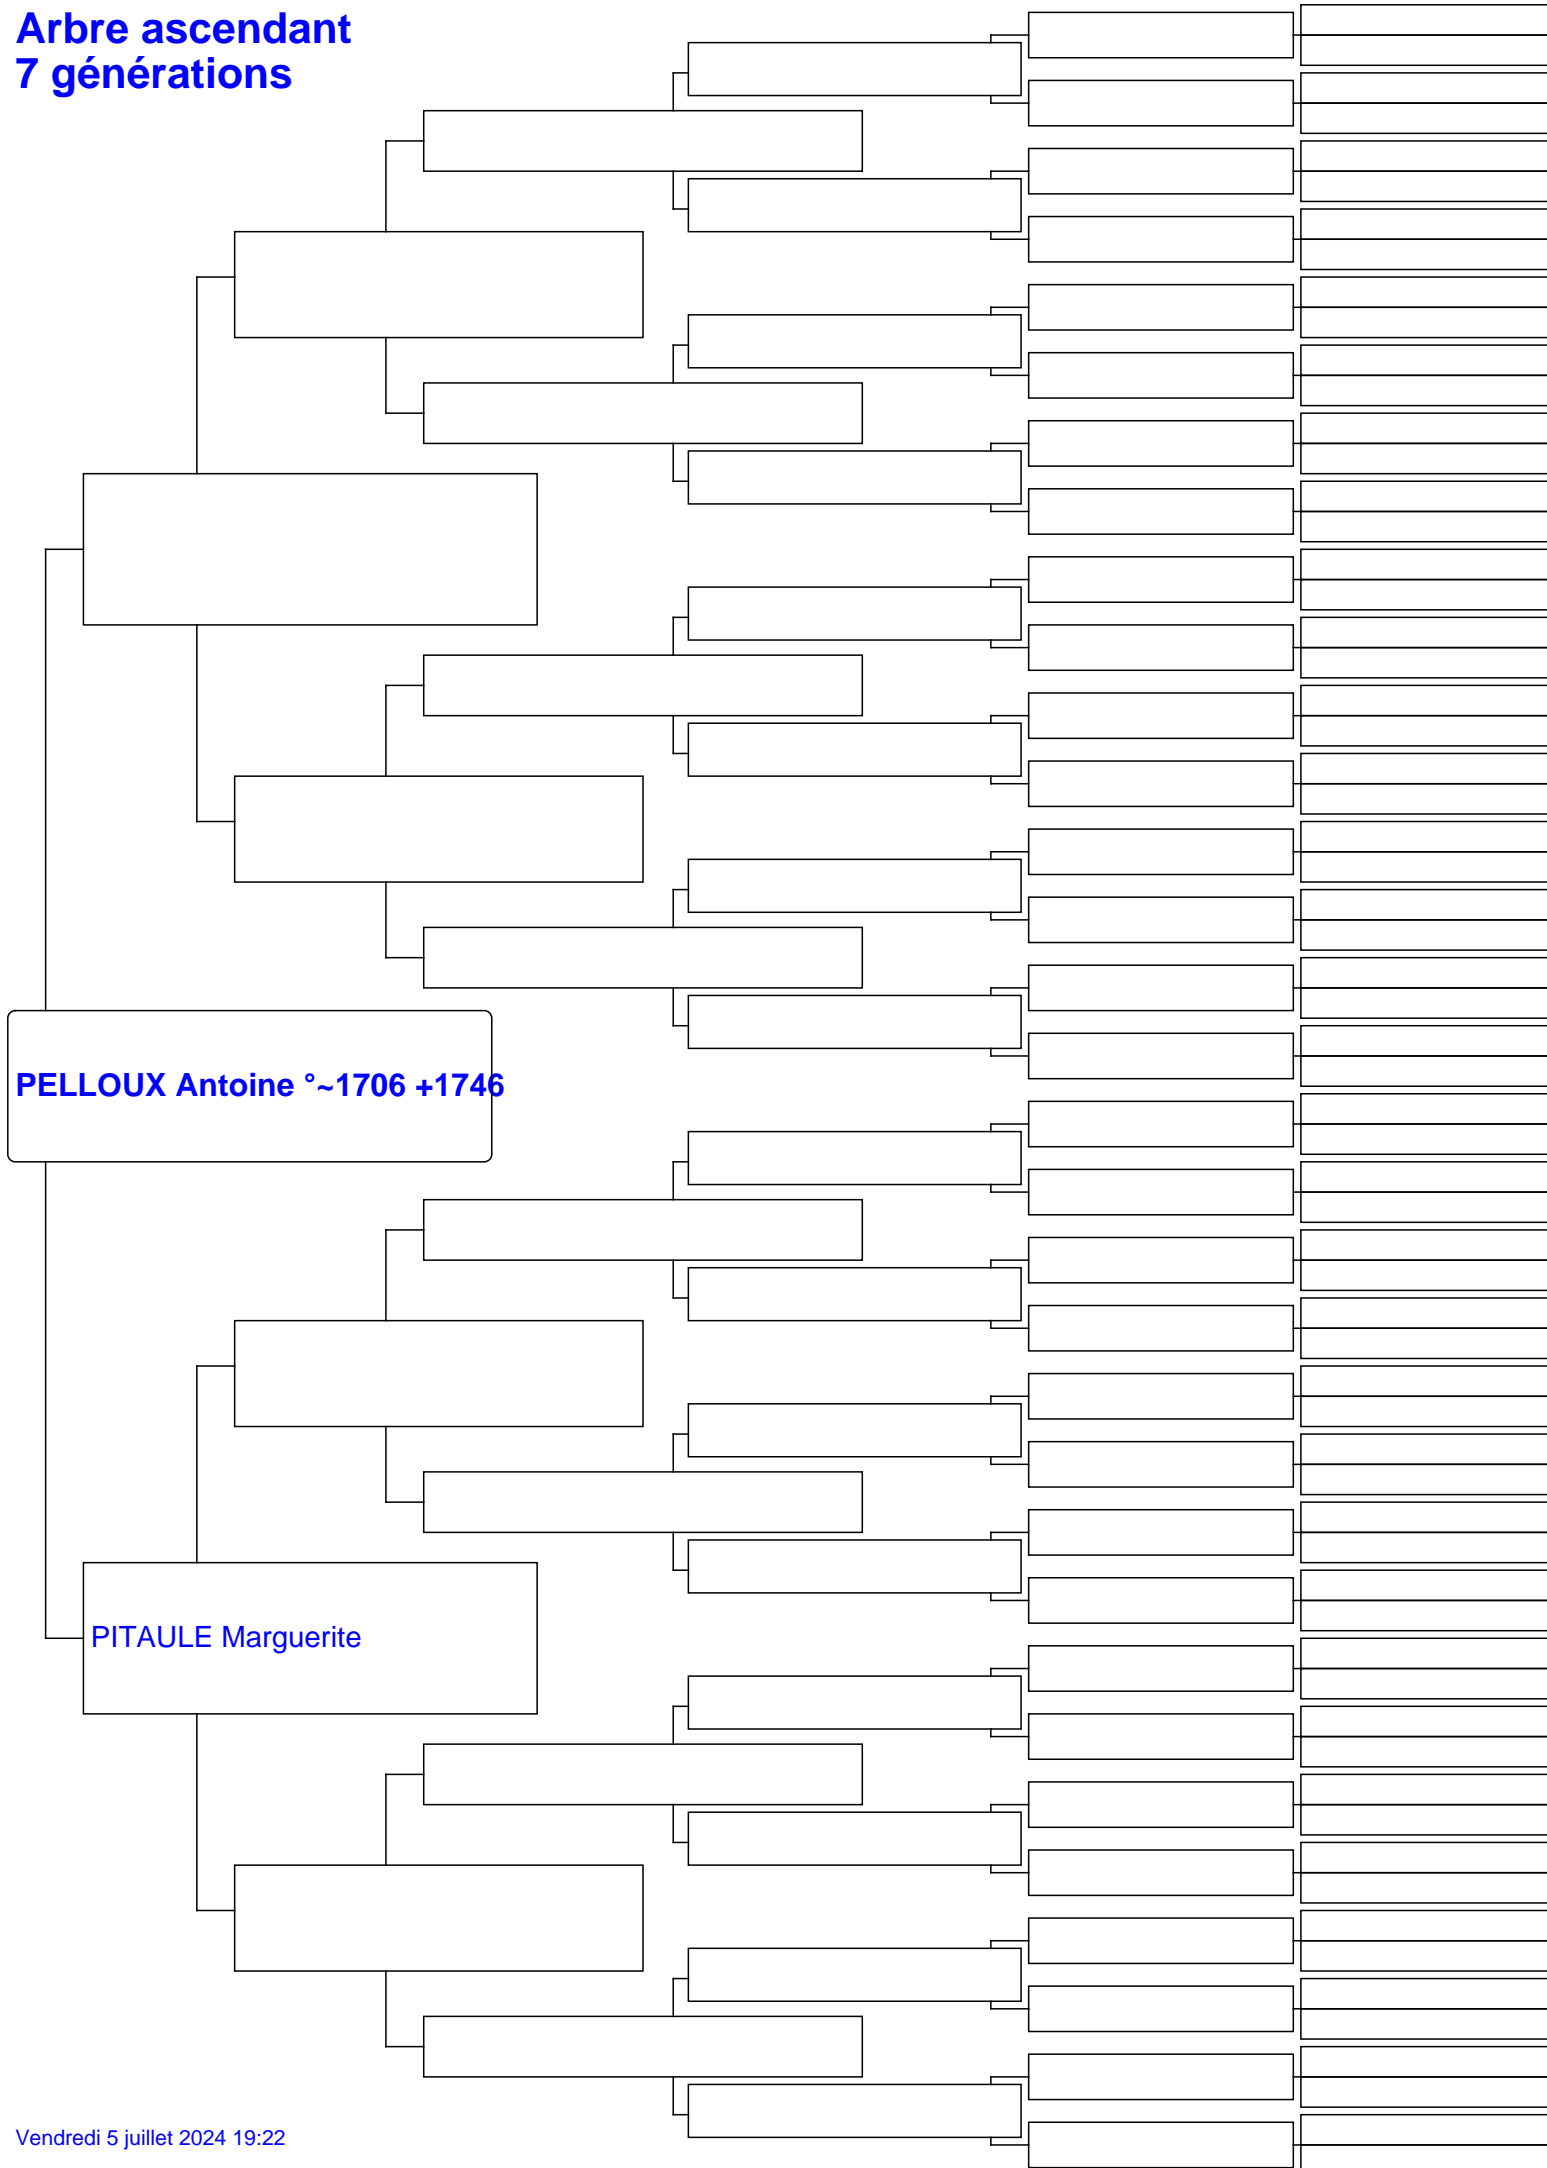 Arbre ascendant
7 générations
PELLOUX Antoine °~1706 +1746
PITAULE Marguerite
Vendredi 5 juillet 2024 19:22